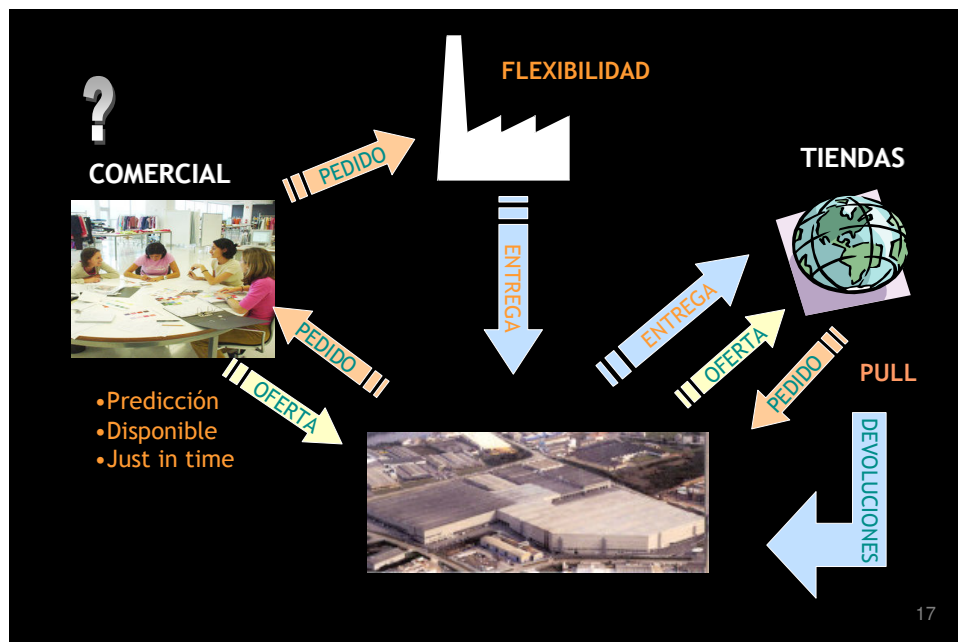 ?
FLEXIBILIDAD
COMERCIAL
PEDIDO
TIENDAS
ENTREGA
ENTREGA
OFERTA
PEDIDO
PULL
PEDIDO
OFERTA
•Predicción
•Disponible
•Just in time
DEVOLUCIONES
17